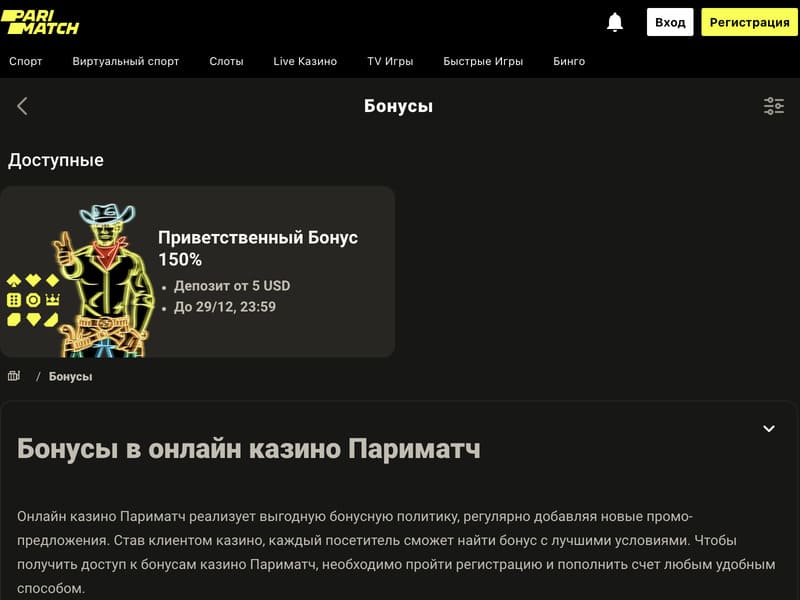 PARI MATCH
Вход
Регистрация
Спорт
Виртуальный спорт
Слоты
Live Казино
TV Игры
Быстрые Игры
Бинго
Бонусы
Доступные
Приветственный Бонус
150%
• Депозит от 5 USD
• До 29/12, 23:59
/ Бонусы
Бонусы в онлайн казино Париматч
Онлайн казино Париматч реализует выгодную бонусную политику, регулярно добавляя новые промо-
предложения. Став клиентом казино, каждый посетитель сможет найти бонус с лучшими условиями. Чтобы
получить доступ к бонусам казино Париматч, необходимо пройти регистрацию и пополнить счет любым удобным
способом.